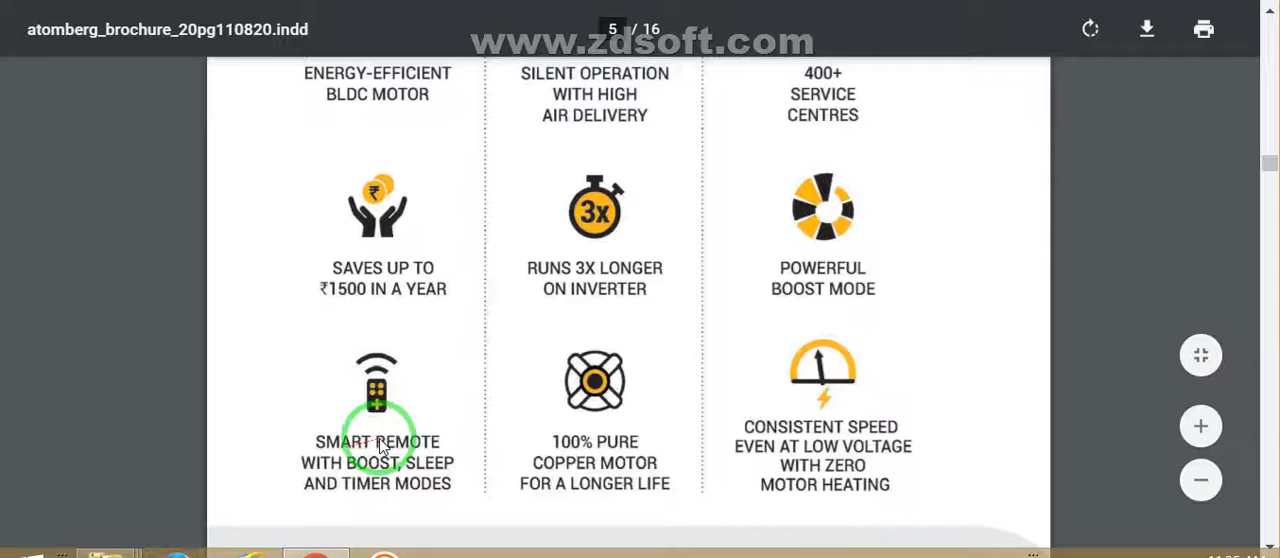 atomberg_brochure_20pg110820.indd
5 / 16
www.zdsoft.com
ENERGY-EFFICIENT
BLDC MOTOR
SILENT OPERATION
WITH HIGH
AIR DELIVERY
400+
SERVICE
CENTRES
₹
SAVES UP TO
₹1500 IN A YEAR
3x
RUNS 3X LONGER
ON INVERTER
POWERFUL
BOOST MODE
SMART REMOTE
WITH BOOST, SLEEP
AND TIMER MODES
100% PURE
COPPER MOTOR
FOR A LONGER LIFE
CONSISTENT SPEED
EVEN AT LOW VOLTAGE
WITH ZERO
MOTOR HEATING